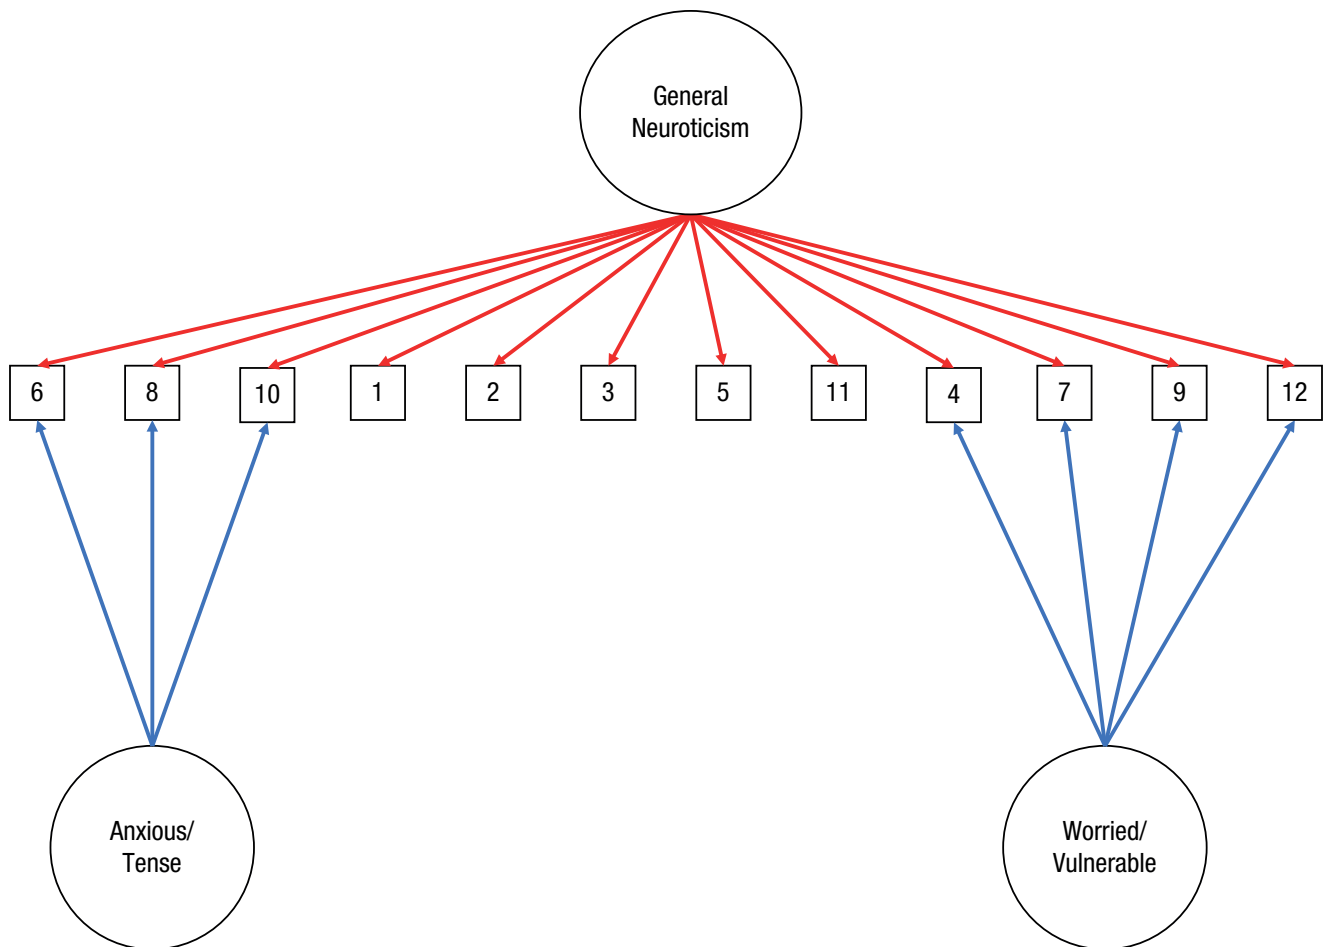 General
Neuroticism
6 8 10 1 2 3 5 11 4 7 9 12
Anxious/
Tense
Worried/
Vulnerable